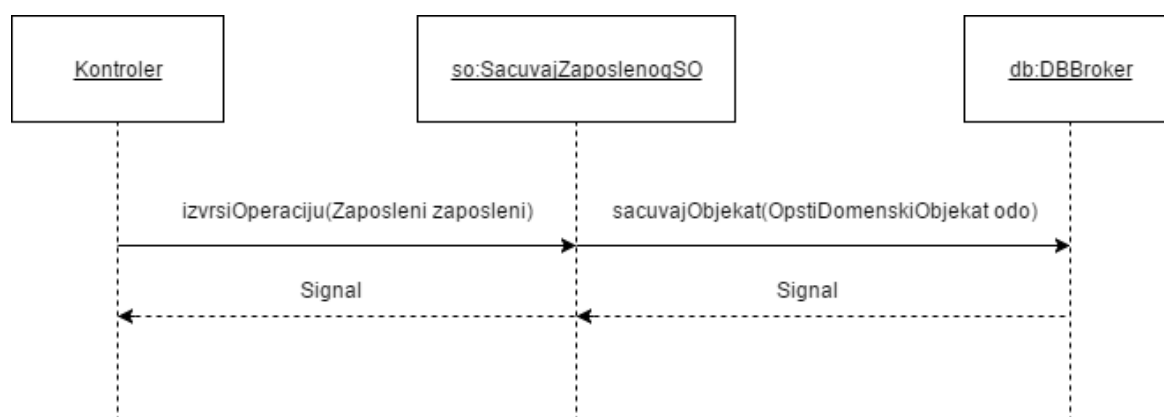 Kontroler
so:SacuvajZaposlenogSO
db:DBBroker
izvrsiOperaciju(Zaposleni zaposleni)
sacuvajObjekat(OpstiDomenskiObjekat odo)
Signal
Signal